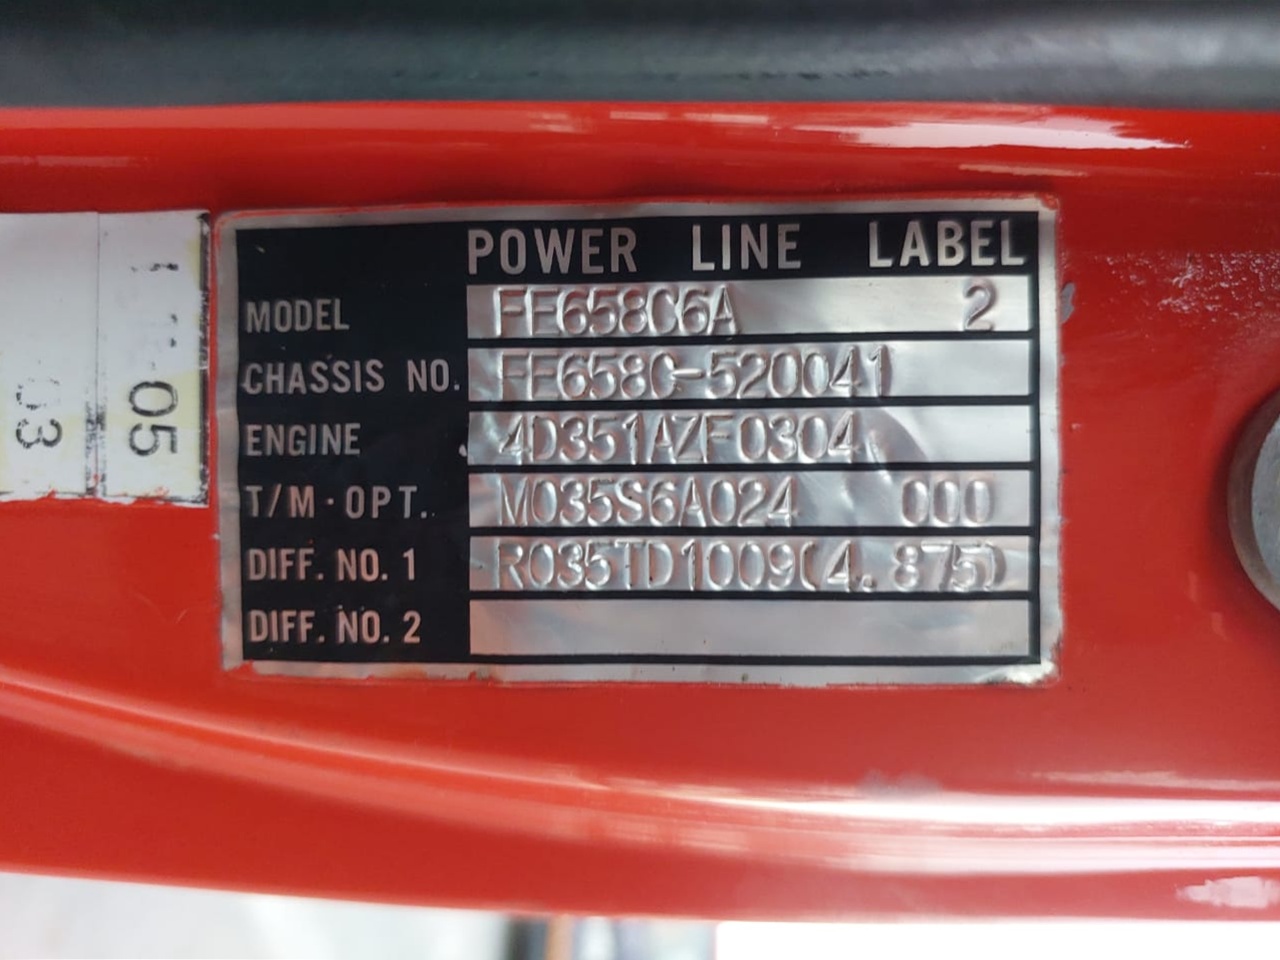 POWER LINE LABEL
MODEL FE658C6A 2
CHASSIS NO. FE658C-520041
ENGINE 4D351AZF0304
T/M·OPT. M035S6A024 000
DIFF. NO. 1 R035TD1009(4.875)
DIFF. NO. 2
05
03